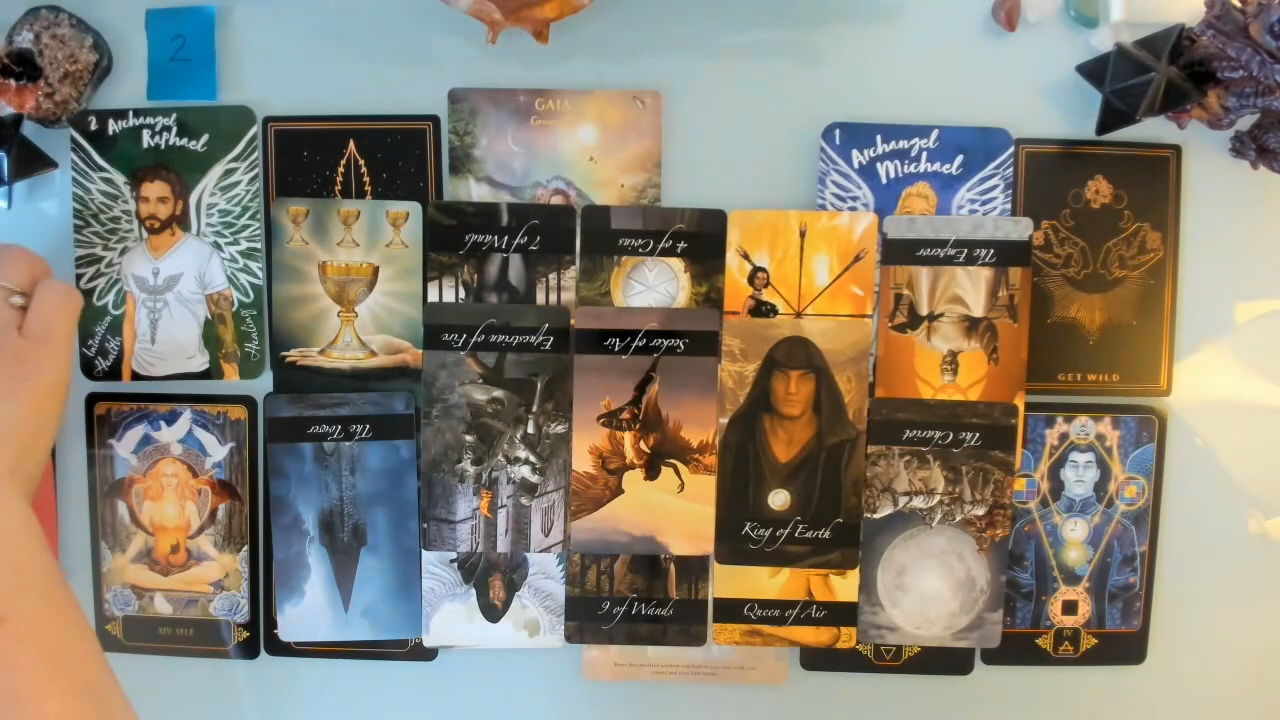 2
2 Archangel
Raphael
Intuition
Health
Healing
GAIA
1
Archangel
Michael
GET WILD
7 of Wands
4 of Coins
The Emperor
Equestrian of Fire
Seeker of Air
The Tower
The Chariot
King of Earth
6 of Wands
Queen of Air
XIV SELF
IV